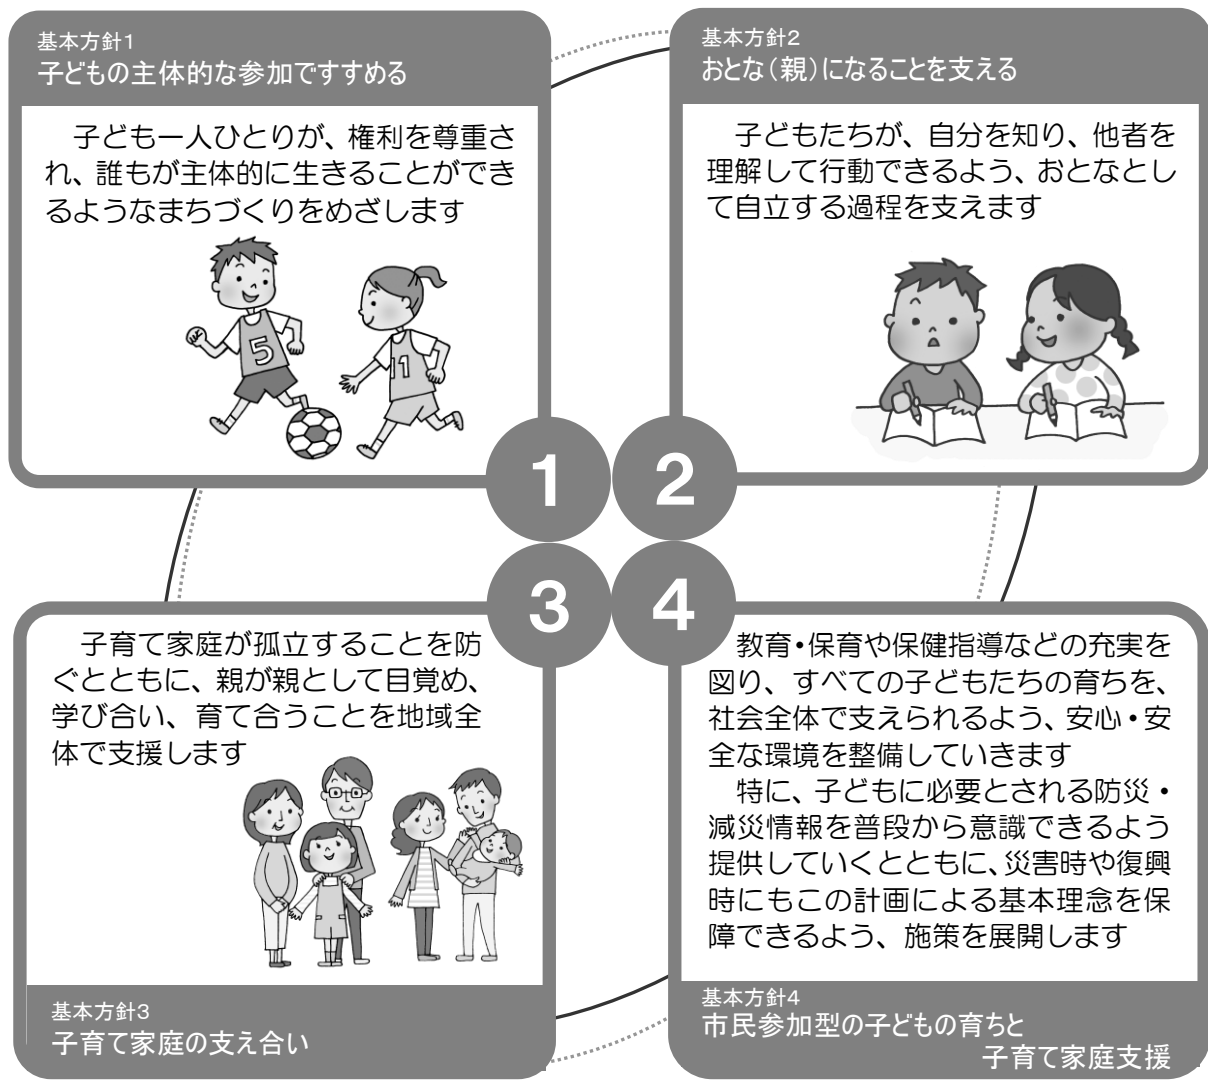 基本方針1
子どもの主体的な参加ですすめる
子ども一人ひとりが、権利を尊重さ
れ、誰もが主体的に生きることができ
るようなまちづくりをめざします
5
11
1
基本方針2
おとな(親)になることを支える
子どもたちが、自分を知り、他者を
理解して行動できるよう、おとなとし
て自立する過程を支えます
2
3
子育て家庭が孤立することを防
ぐとともに、親が親として目覚め、
学び合い、育て合うことを地域全
体で支援します
基本方針3
子育て家庭の支え合い
4
教育・保育や保健指導などの充実を
図り、すべての子どもたちの育ちを、
社会全体で支えられるよう、安心・安
全な環境を整備していきます
特に、子どもに必要とされる防災・
減災情報を普段から意識できるよう
提供していくとともに、災害時や復興
時にもこの計画による基本理念を保
障できるよう、施策を展開します
基本方針4
市民参加型の子どもの育ちと
子育て家庭支援